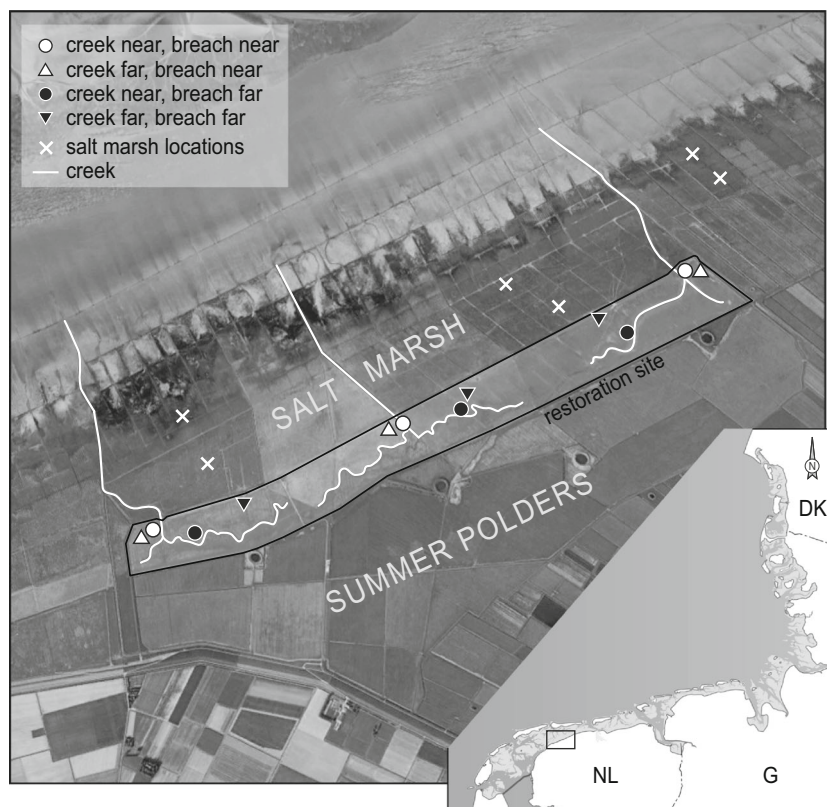 creek near, breach near
creek far, breach near
creek near, breach far
creek far, breach far
salt marsh locations
creek
SALT MARSH
restoration site
SUMMER POLDERS
N
DK
NL
G